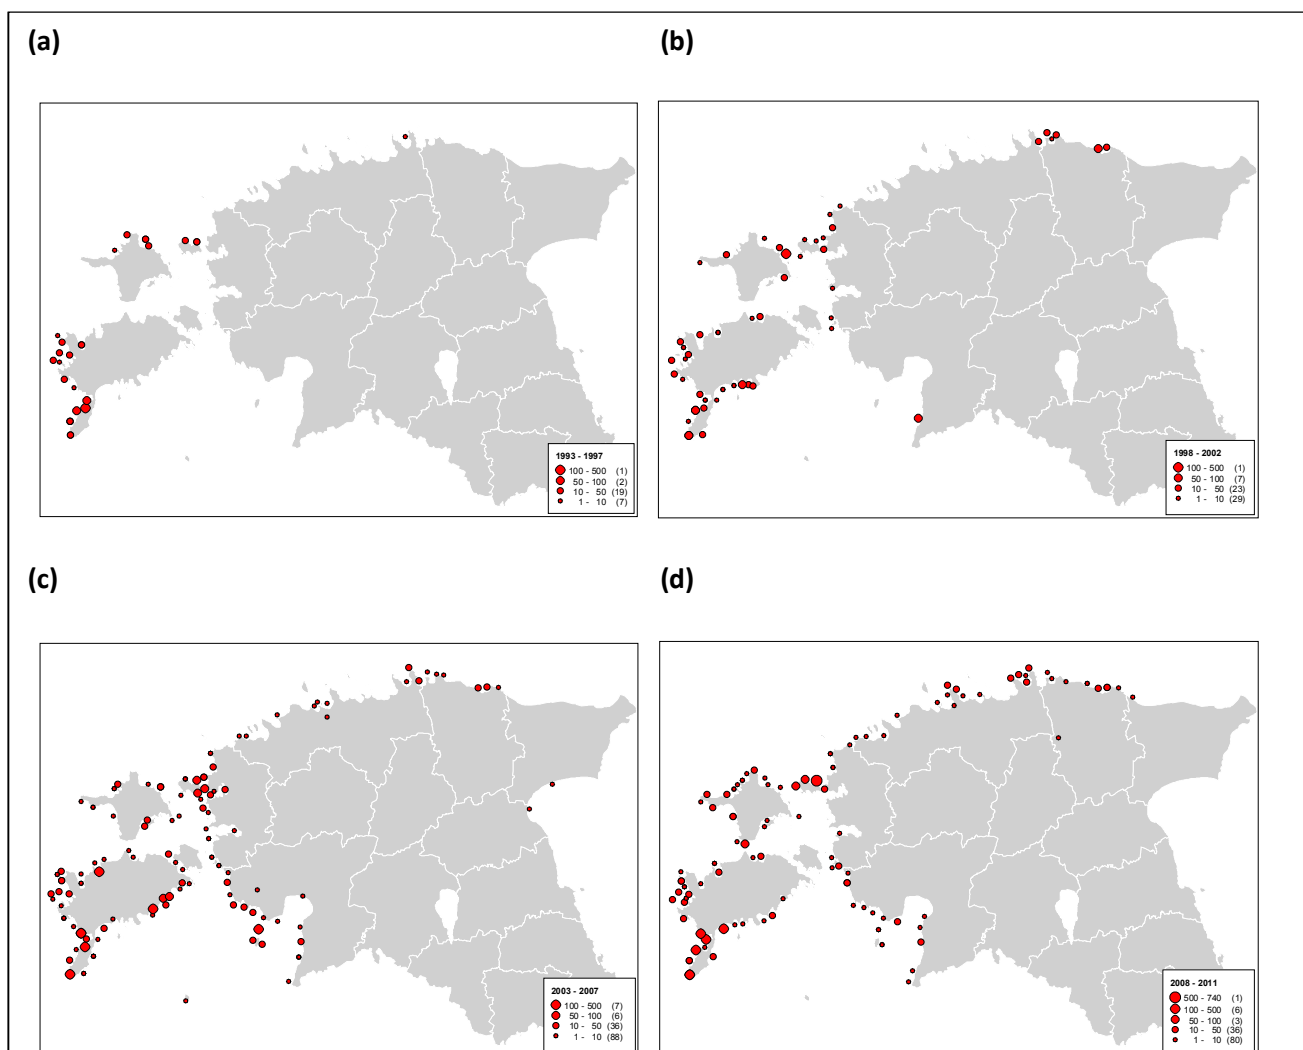 (a)
(b)
1993 - 1997
100 - 500 (1)
50 - 100 (2)
10 - 50 (19)
1 - 10 (7)
1998 - 2002
100 - 500 (1)
50 - 100 (7)
10 - 50 (23)
1 - 10 (29)
(c)
(d)
2003 - 2007
100 - 500 (7)
50 - 100 (6)
10 - 50 (36)
1 - 10 (88)
2008 - 2011
500 - 740 (1)
100 - 500 (6)
50 - 100 (3)
10 - 50 (36)
1 - 10 (80)